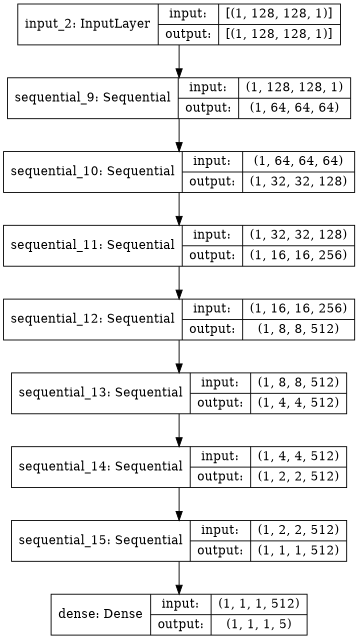 input_2: InputLayer
input: [(1, 128, 128, 1)]
output: [(1, 128, 128, 1)]
sequential_9: Sequential
input: (1, 128, 128, 1)
output: (1, 64, 64, 64)
sequential_10: Sequential
input: (1, 64, 64, 64)
output: (1, 32, 32, 128)
sequential_11: Sequential
input: (1, 32, 32, 128)
output: (1, 16, 16, 256)
sequential_12: Sequential
input: (1, 16, 16, 256)
output: (1, 8, 8, 512)
sequential_13: Sequential
input: (1, 8, 8, 512)
output: (1, 4, 4, 512)
sequential_14: Sequential
input: (1, 4, 4, 512)
output: (1, 2, 2, 512)
sequential_15: Sequential
input: (1, 2, 2, 512)
output: (1, 1, 1, 512)
dense: Dense
input: (1, 1, 1, 512)
output: (1, 1, 1, 5)